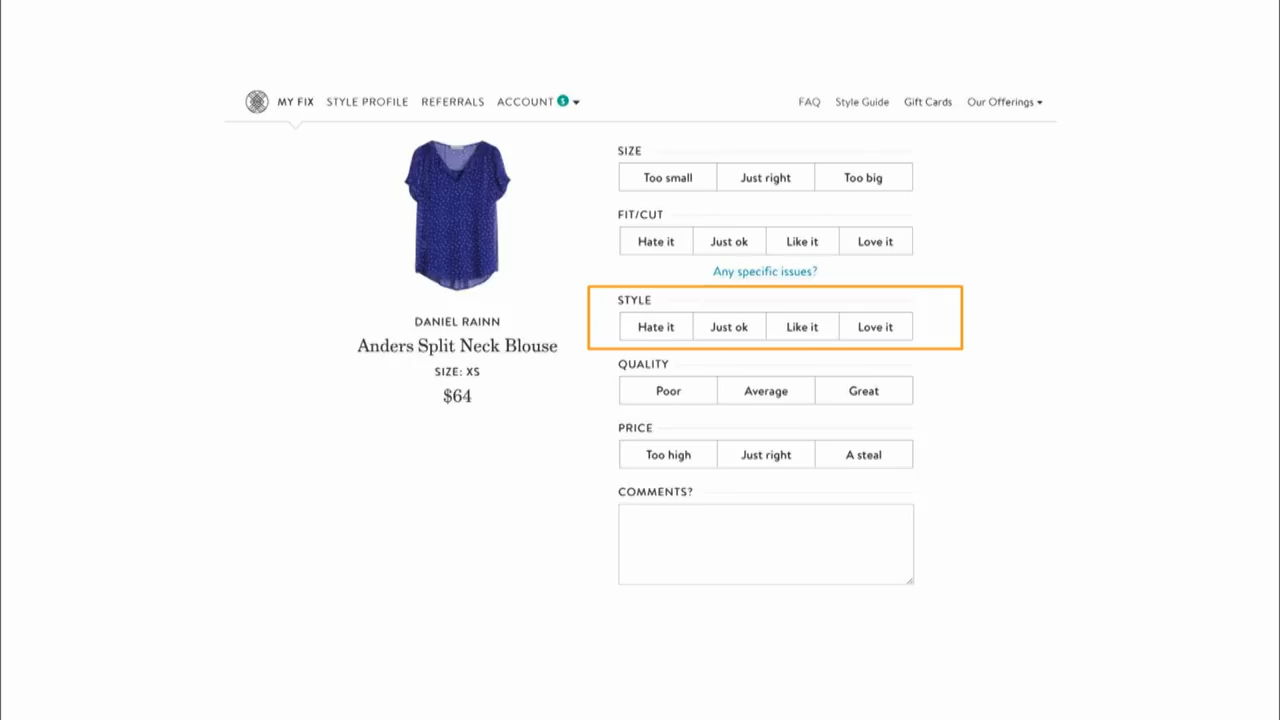 MY FIX STYLE PROFILE REFERRALS ACCOUNT $ FAQ Style Guide Gift Cards Our Offerings
DANIEL RAINN
Anders Split Neck Blouse
SIZE: XS
$64
SIZE
Too small Just right Too big
FIT/CUT
Hate it Just ok Like it Love it
Any specific issues?
STYLE
Hate it Just ok Like it Love it
QUALITY
Poor Average Great
PRICE
Too high Just right A steal
COMMENTS?